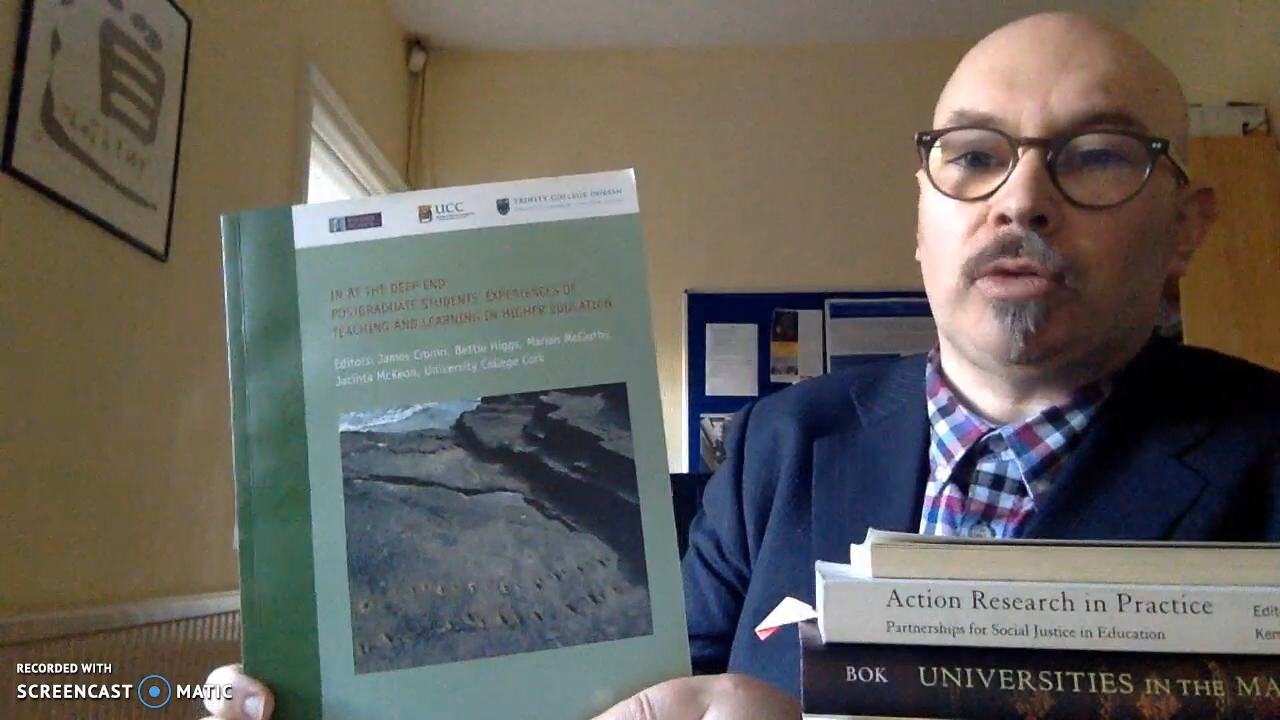 UCC
TRINITY COLLEGE DUBLIN
IN AT THE DEEP END:
POSTGRADUATE STUDENTS' EXPERIENCES OF
TEACHING AND LEARNING IN HIGHER EDUCATION
Editors: James Cronin, Bettie Higgs, Marian McCarthy,
Jacinta McKeon, University College Cork
Action Research in Practice
Edit
Partnerships for Social Justice in Education
Kem
BOK UNIVERSITIES IN THE MA
RECORDED WITH
SCREENCAST MATIC